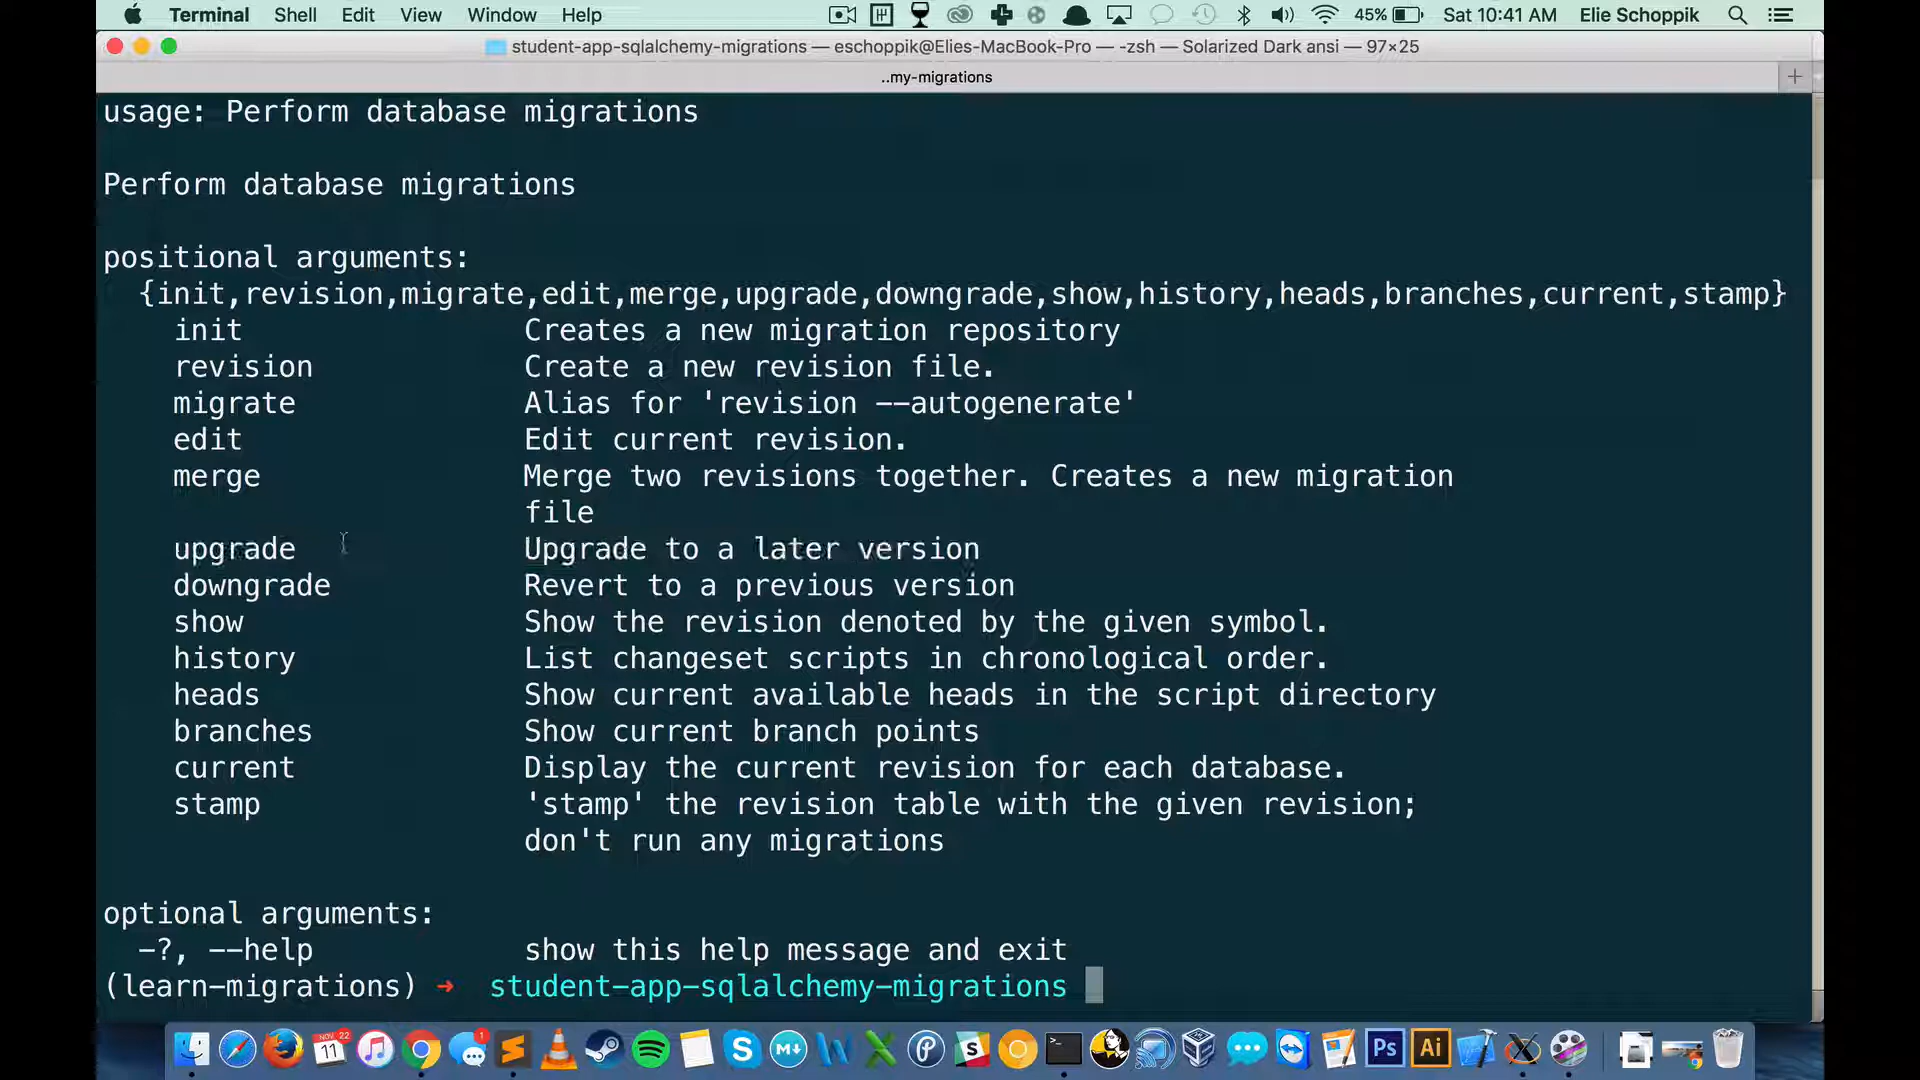 Terminal Shell Edit View Window Help 45% Sat 10:41 AM Elie Schoppik
student-app-sqlalchemy-migrations — eschoppik@Elies-MacBook-Pro — -zsh — Solarized Dark ansi — 97×25
..my-migrations
usage: Perform database migrations
Perform database migrations
positional arguments:
{init,revision,migrate,edit,merge,upgrade,downgrade,show,history,heads,branches,current,stamp}
init Creates a new migration repository
revision Create a new revision file.
migrate Alias for 'revision --autogenerate'
edit Edit current revision.
merge Merge two revisions together. Creates a new migration
file
upgrade Upgrade to a later version
downgrade Revert to a previous version
show Show the revision denoted by the given symbol.
history List changeset scripts in chronological order.
heads Show current available heads in the script directory
branches Show current branch points
current Display the current revision for each database.
stamp 'stamp' the revision table with the given revision;
don't run any migrations
optional arguments:
-?, --help show this help message and exit
(learn-migrations) ➜ student-app-sqlalchemy-migrations
NOV 22
11
1
Ps
Ai